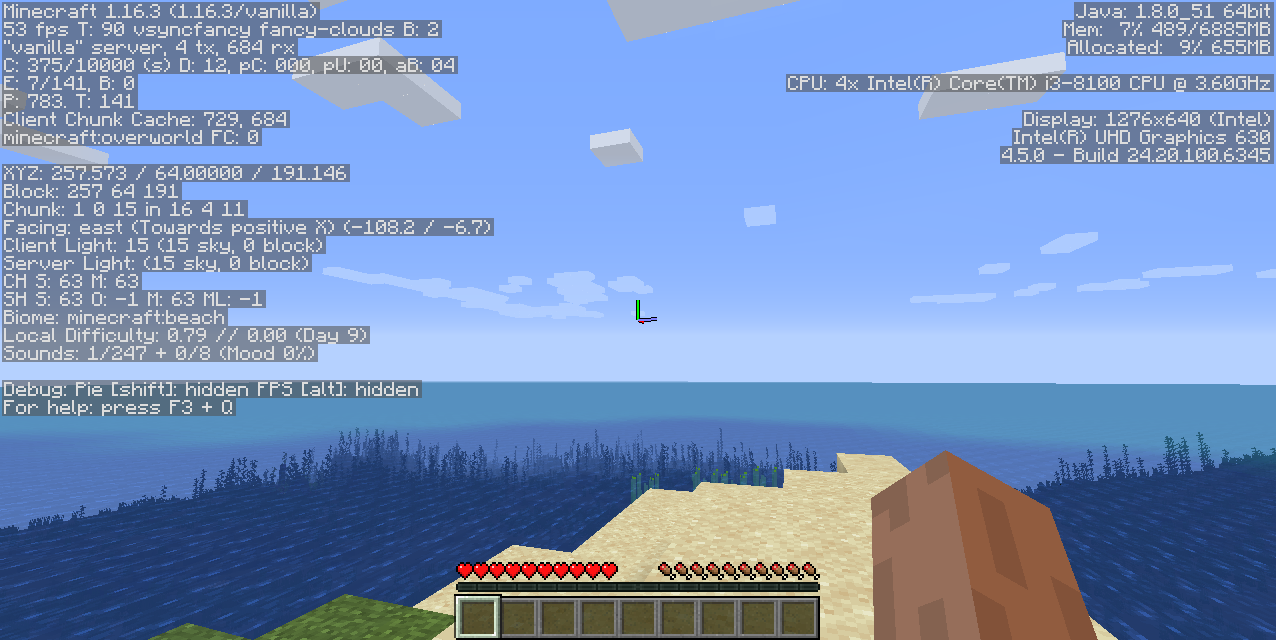 Minecraft 1.16.3 (1.16.3/vanilla)
53 fps T: 90 vsyncfancy fancy-clouds B: 2
"vanilla" server, 4 tx, 684 rx
C: 375/10000 (s) D: 12, pC: 000, pU: 00, aB: 04
E: 7/141, B: 0
P: 783. T: 141
Client Chunk Cache: 729, 684
minecraft:overworld FC: 0
XYZ: 257.573 / 64.00000 / 191.146
Block: 257 64 191
Chunk: 1 0 15 in 16 4 11
Facing: east (Towards positive X) (-108.2 / -6.7)
Client Light: 15 (15 sky, 0 block)
Server Light: (15 sky, 0 block)
CH S: 63 M: 63
SH S: 63 O: -1 M: 63 ML: -1
Biome: minecraft:beach
Local Difficulty: 0.79 // 0.00 (Day 9)
Sounds: 1/247 + 0/8 (Mood 0%)
Debug: Pie [shift]: hidden FPS [alt]: hidden
For help: press F3 + Q
Java: 1.8.0_51 64bit
Mem: 7% 489/6885MB
Allocated: 9% 655MB
CPU: 4x Intel(R) Core(TM) i3-8100 CPU @ 3.60GHz
Display: 1276x640 (Intel)
Intel(R) UHD Graphics 630
4.5.0 - Build 24.20.100.6345